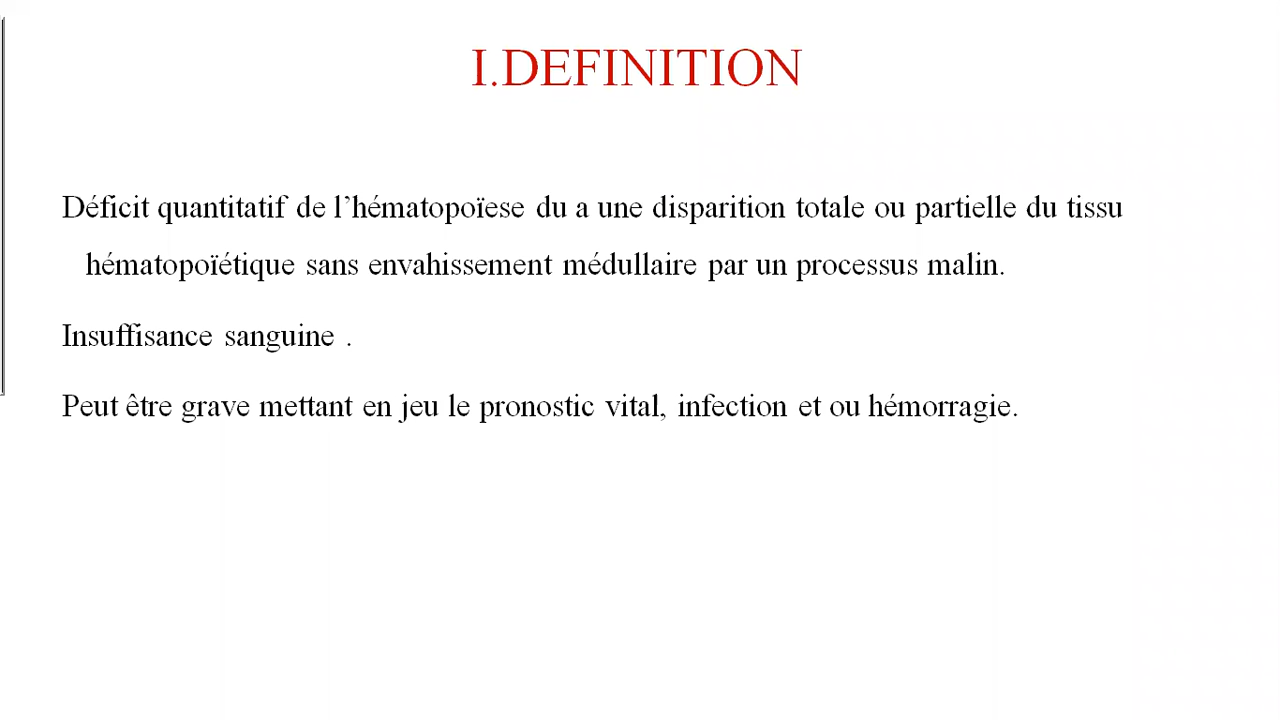 I.DEFINITION
Déficit quantitatif de l’hématopoïese du a une disparition totale ou partielle du tissu
hématopoïétique sans envahissement médullaire par un processus malin.
Insuffisance sanguine .
Peut être grave mettant en jeu le pronostic vital, infection et ou hémorragie.